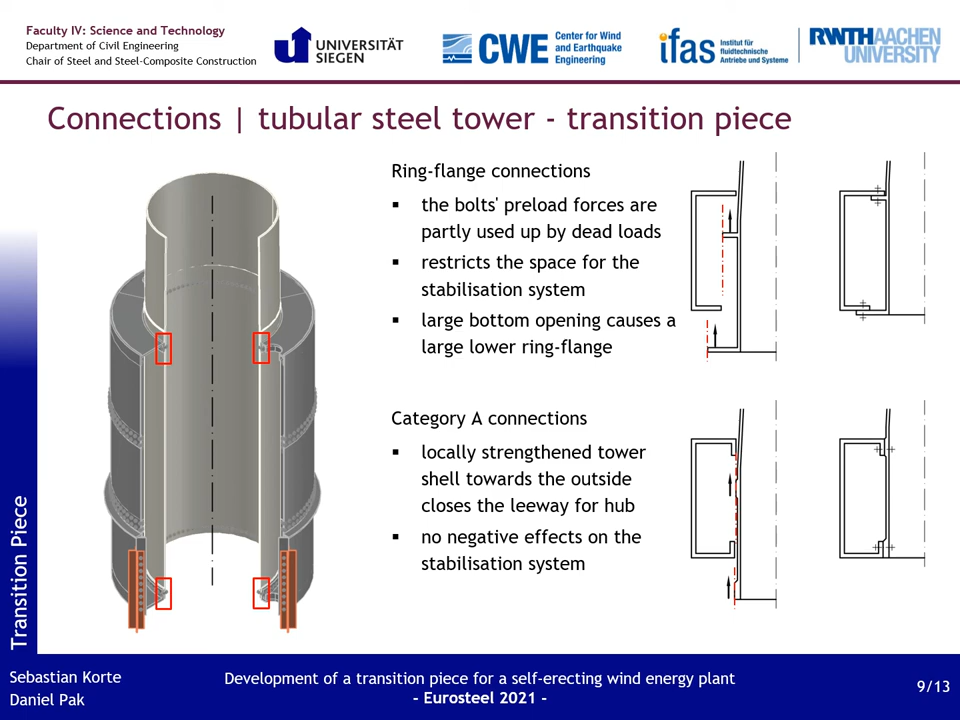 Faculty IV: Science and Technology
Department of Civil Engineering
Chair of Steel and Steel-Composite Construction
UNIVERSITÄT
SIEGEN
CWE
Center for Wind
and Earthquake
Engineering
ifas
Institut für
fluidtechnische
Antriebe und Systeme
RWTHAACHEN
UNIVERSITY
Connections | tubular steel tower - transition piece
Ring-flange connections
▪ the bolts' preload forces are
partly used up by dead loads
▪ restricts the space for the
stabilisation system
▪ large bottom opening causes a
large lower ring-flange
Category A connections
▪ locally strengthened tower
shell towards the outside
closes the leeway for hub
▪ no negative effects on the
stabilisation system
Transition Piece
Sebastian Korte
Daniel Pak
Development of a transition piece for a self-erecting wind energy plant
- Eurosteel 2021 -
9/13